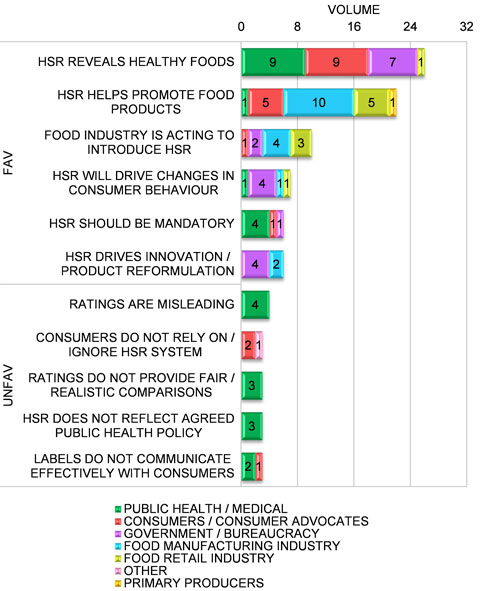 VOLUME
0 8 16 24 32
FAV
HSR REVEALS HEALTHY FOODS
9 9 7 1
HSR HELPS PROMOTE FOOD
PRODUCTS
1 5 10 5 1
FOOD INDUSTRY IS ACTING TO
INTRODUCE HSR
1 2 4 3
HSR WILL DRIVE CHANGES IN
CONSUMER BEHAVIOUR
1 4 1 1
HSR SHOULD BE MANDATORY
4 1 1
HSR DRIVES INNOVATION /
PRODUCT REFORMULATION
4 2
UNFAV
RATINGS ARE MISLEADING
4
CONSUMERS DO NOT RELY ON /
IGNORE HSR SYSTEM
2 1
RATINGS DO NOT PROVIDE FAIR /
REALISTIC COMPARISONS
3
HSR DOES NOT REFLECT AGREED
PUBLIC HEALTH POLICY
3
LABELS DO NOT COMMUNICATE
EFFECTIVELY WITH CONSUMERS
2 1
PUBLIC HEALTH / MEDICAL
CONSUMERS / CONSUMER ADVOCATES
GOVERNMENT / BUREAUCRACY
FOOD MANUFACTURING INDUSTRY
FOOD RETAIL INDUSTRY
OTHER
PRIMARY PRODUCERS